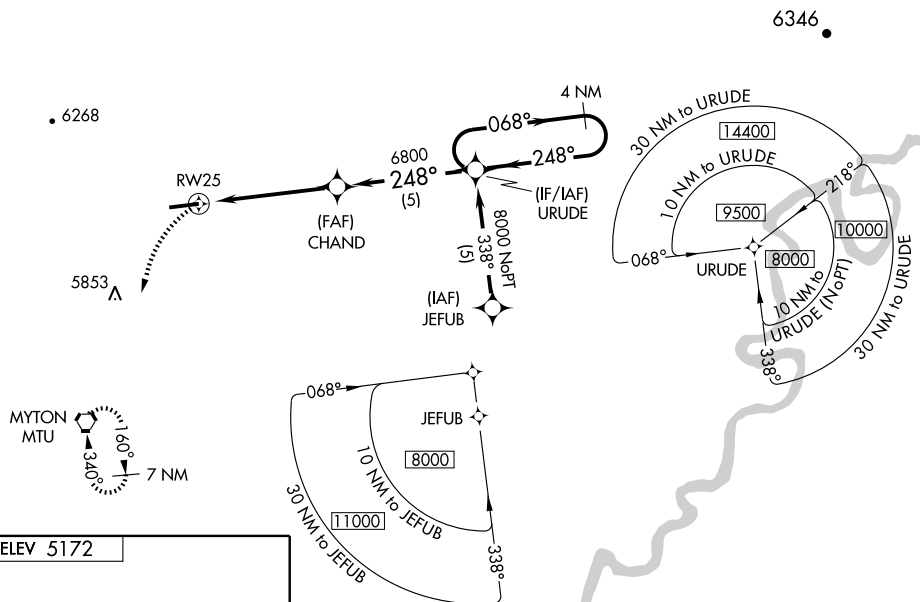 6346
6268
4 NM
068°
248°
6800
248°
(5)
RW25
(FAF)
CHAND
(IF/IAF)
URUDE
8000 NoPT
338°
(5)
(IAF)
JEFUB
5853
30 NM to URUDE
14400
10 NM to URUDE
9500
218°
10000
068°
URUDE
8000
10 NM to
URUDE (NoPT)
30 NM to URUDE
338°
MYTON
MTU
160°
340°
7 NM
068°
JEFUB
8000
10 NM to JEFUB
11000
30 NM to JEFUB
338°
ELEV 5172